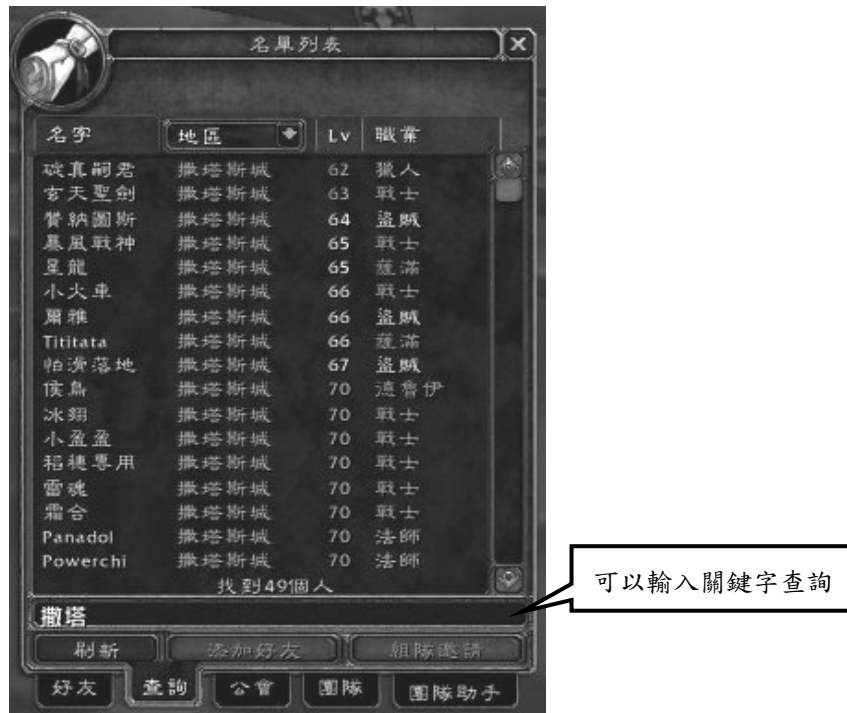 名單列表
名字 地區 Lv 職業
碇真嗣君 撒塔斯城 62 獵人
玄天聖劍 撒塔斯城 63 戰士
贊納圖斯 撒塔斯城 64 盜賊
暴風戰神 撒塔斯城 65 戰士
星龍 撒塔斯城 65 薩滿
小火車 撒塔斯城 66 戰士
爾雅 撒塔斯城 66 盜賊
Tititata 撒塔斯城 66 薩滿
怕滑落地 撒塔斯城 67 盜賊
侯鳥 撒塔斯城 70 德魯伊
冰翔 撒塔斯城 70 戰士
小盈盈 撒塔斯城 70 戰士
稻穗專用 撒塔斯城 70 戰士
雷魂 撒塔斯城 70 戰士
霜合 撒塔斯城 70 戰士
Panadol 撒塔斯城 70 法師
Powerchi 撒塔斯城 70 法師
找到49個人
可以輸入關鍵字查詢
撒塔
刷新 添加好友 組隊邀請
好友 查詢 公會 團隊 團隊助手